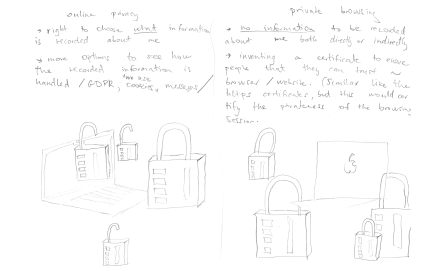 online privacy
→ right to choose what information
is recorded about me
→ more options to see how
the recorded information is
handled / GDPR, cookies, messages /
private browsing
→ no information to be recorded
about me both directly or indirectly
→ inventing a certificate to ensure
people that they can trust a
browser / website. (Similar like the
https certificates, but this would cer
tify the privateness of the browsing
session.